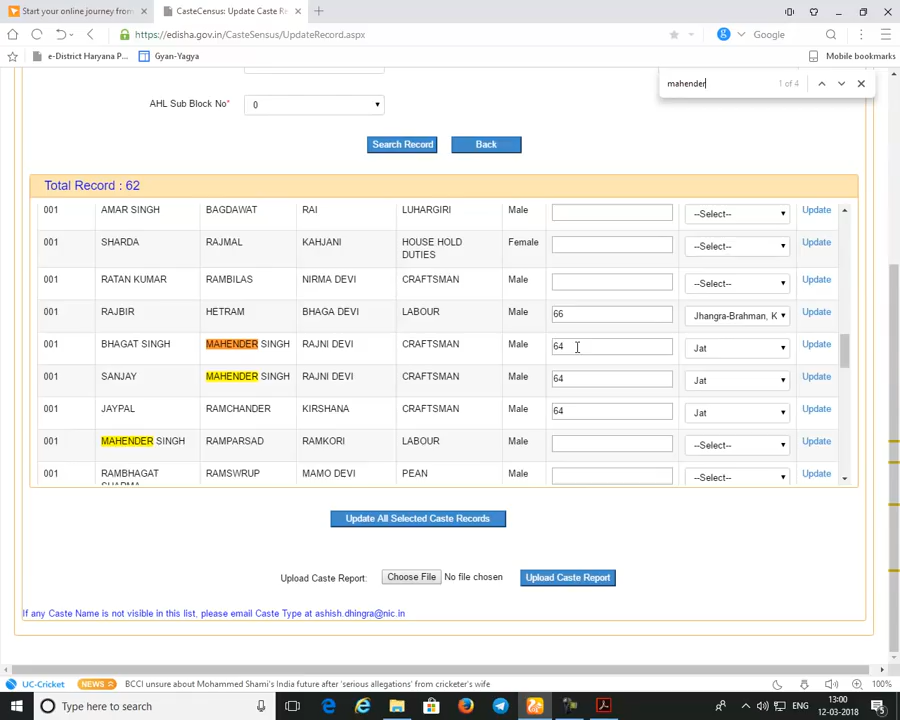 Start your online journey from
CasteCensus: Update Caste R
https://edisha.gov.in/CasteSensus/UpdateRecord.aspx
Google
e-District Haryana P...
Gyan-Yagya
Mobile bookmarks
mahender
1 of 4
AHL Sub Block No*
0
Search Record
Back
Total Record : 62
001 AMAR SINGH BAGDAWAT RAI LUHARGIRI Male --Select-- Update
001 SHARDA RAJMAL KAHJANI HOUSE HOLD DUTIES Female --Select-- Update
001 RATAN KUMAR RAMBILAS NIRMA DEVI CRAFTSMAN Male --Select-- Update
001 RAJBIR HETRAM BHAGA DEVI LABOUR Male 66 Jhangra-Brahman, K Update
001 BHAGAT SINGH MAHENDER SINGH RAJNI DEVI CRAFTSMAN Male 64 Jat Update
001 SANJAY MAHENDER SINGH RAJNI DEVI CRAFTSMAN Male 64 Jat Update
001 JAYPAL RAMCHANDER KIRSHANA CRAFTSMAN Male 64 Jat Update
001 MAHENDER SINGH RAMPARSAD RAMKORI LABOUR Male --Select-- Update
001 RAMBHAGAT SHARMA RAMSWRUP MAMO DEVI PEAN Male --Select-- Update
Update All Selected Caste Records
Upload Caste Report: Choose File No file chosen Upload Caste Report
If any Caste Name is not visible in this list, please email Caste Type at ashish.dhingra@nic.in
UC-Cricket NEWS BCCI unsure about Mohammed Shami's India future after 'serious allegations' from cricketer's wife
100%
Type here to search
ENG
13:00
12-03-2018
5